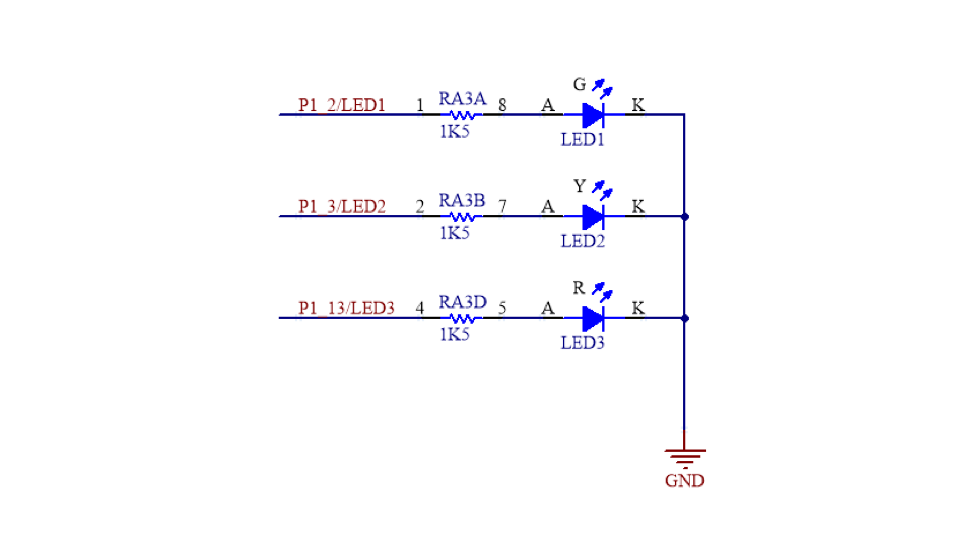 G
P1_2/LED1 1 RA3A 8 A K
1K5 LED1
Y
P1_3/LED2 2 RA3B 7 A K
1K5 LED2
R
P1_13/LED3 4 RA3D 5 A K
1K5 LED3
GND